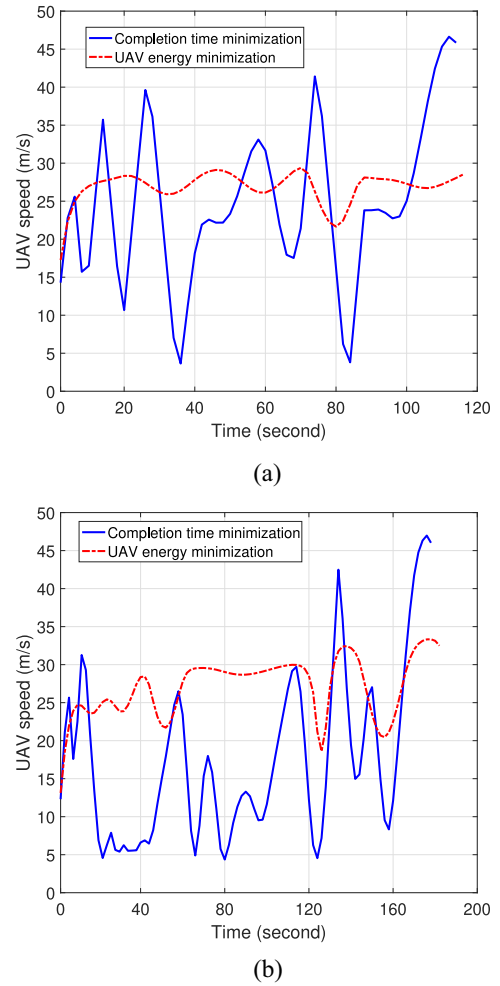 50
45
40
35
30
25
20
15
10
5
0
UAV speed (m/s)
Completion time minimization
UAV energy minimization
0 20 40 60 80 100 120
Time (second)
(a)
50
45
40
35
30
25
20
15
10
5
0
UAV speed (m/s)
Completion time minimization
UAV energy minimization
0 40 80 120 160 200
Time (second)
(b)